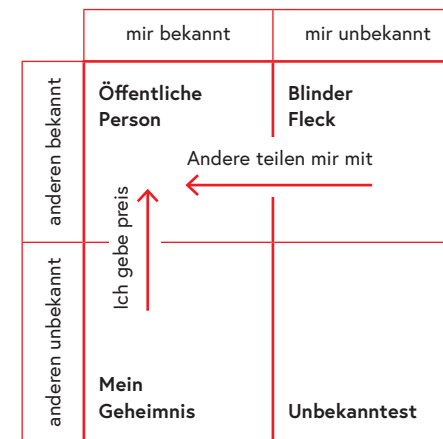 mir bekannt
mir unbekannt
anderen bekannt
Öffentliche
Person
Blinder
Fleck
Andere teilen mir mit
Ich gebe preis
anderen unbekannt
Mein
Geheimnis
Unbekanntest